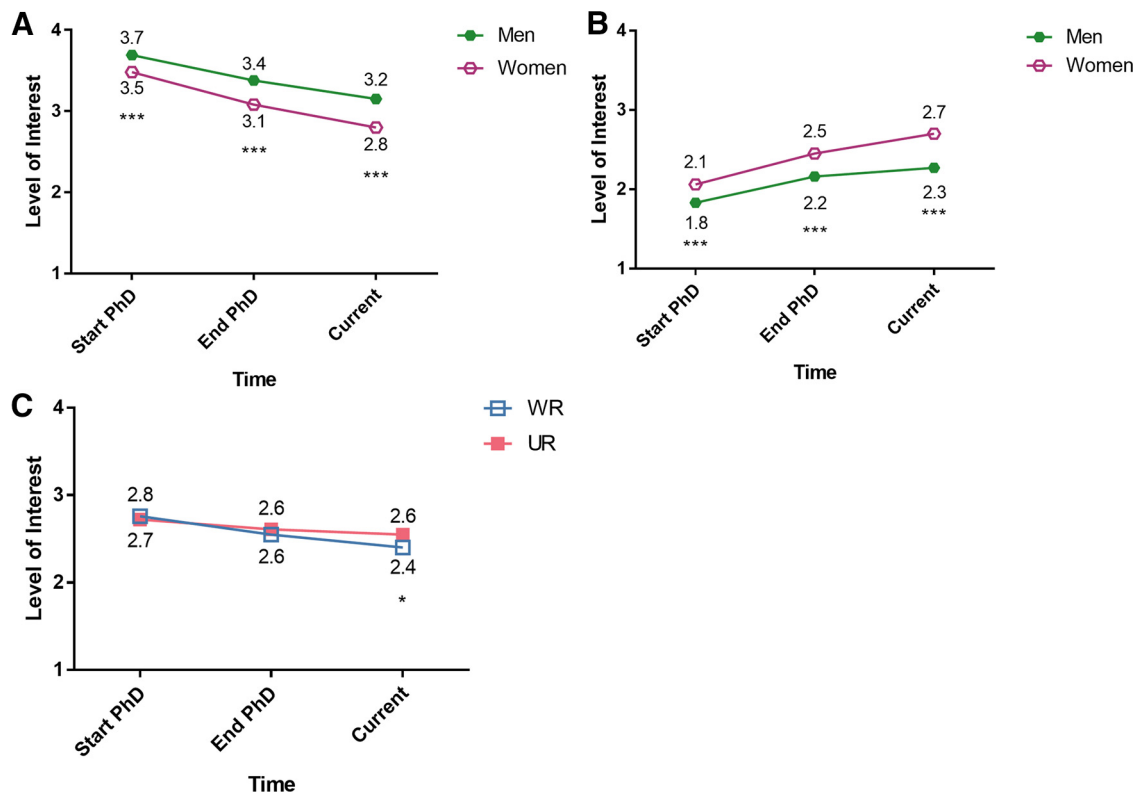 A
4
3
2
1
Level of Interest
3.7
3.4
3.2
3.5
3.1
2.8
***
***
***
Start PhD
End PhD
Current
Time
Men
Women
B
4
3
2
1
Level of Interest
2.1
2.5
2.7
1.8
2.2
2.3
***
***
***
Start PhD
End PhD
Current
Time
Men
Women
C
4
3
2
1
Level of Interest
2.8
2.6
2.6
2.7
2.6
2.4
*
Start PhD
End PhD
Current
Time
WR
UR